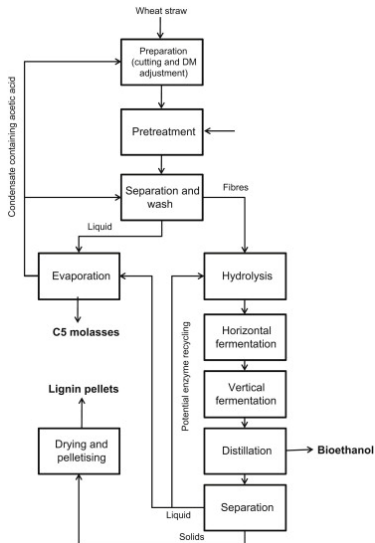 Wheat straw
Preparation
(cutting and DM
adjustment)
Condensate containing acetic acid
Pretreatment
Separation and
wash
Fibres
Liquid
Evaporation
Hydrolysis
C5 molasses
Potential enzyme recycling
Horizontal
fermentation
Vertical
fermentation
Lignin pellets
Drying and
pelletising
Distillation
Bioethanol
Separation
Liquid
Solids